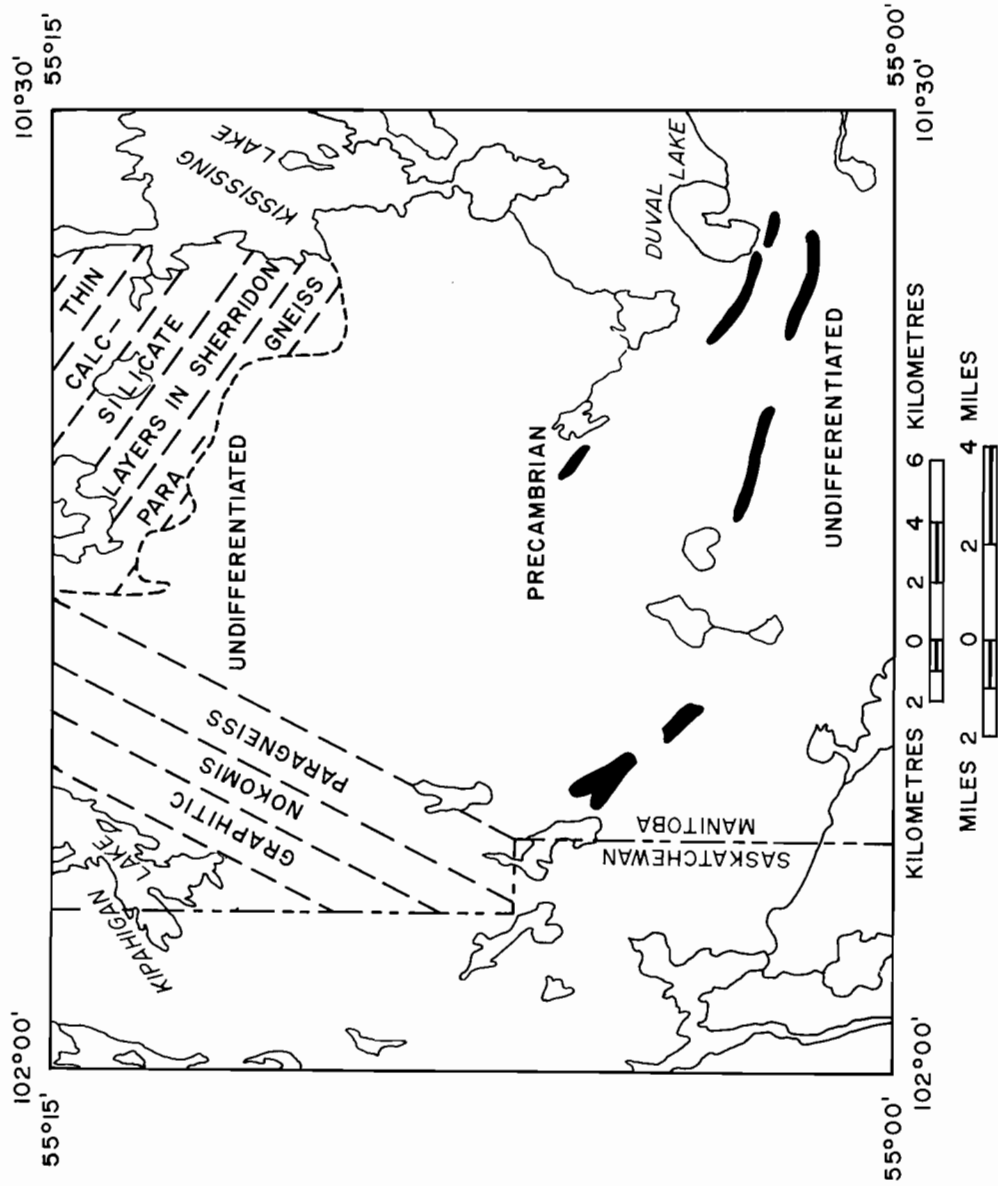 102°00'
101°30'
55°15'
55°15'
KIPAHIGAN
LAKE
GRAPHITIC
NOKOMIS
PARAGNEISS
THIN
CALC-
SILICATE
LAYERS IN SHERRIDON
PARA
GNEISS
KISSISSING
LAKE
UNDIFFERENTIATED
PRECAMBRIAN
SASKATCHEWAN
MANITOBA
DUVAL
LAKE
UNDIFFERENTIATED
55°00'
55°00'
102°00'
101°30'
KILOMETRES 2 0 2 4 6 KILOMETRES
MILES 2 0 2 4 MILES